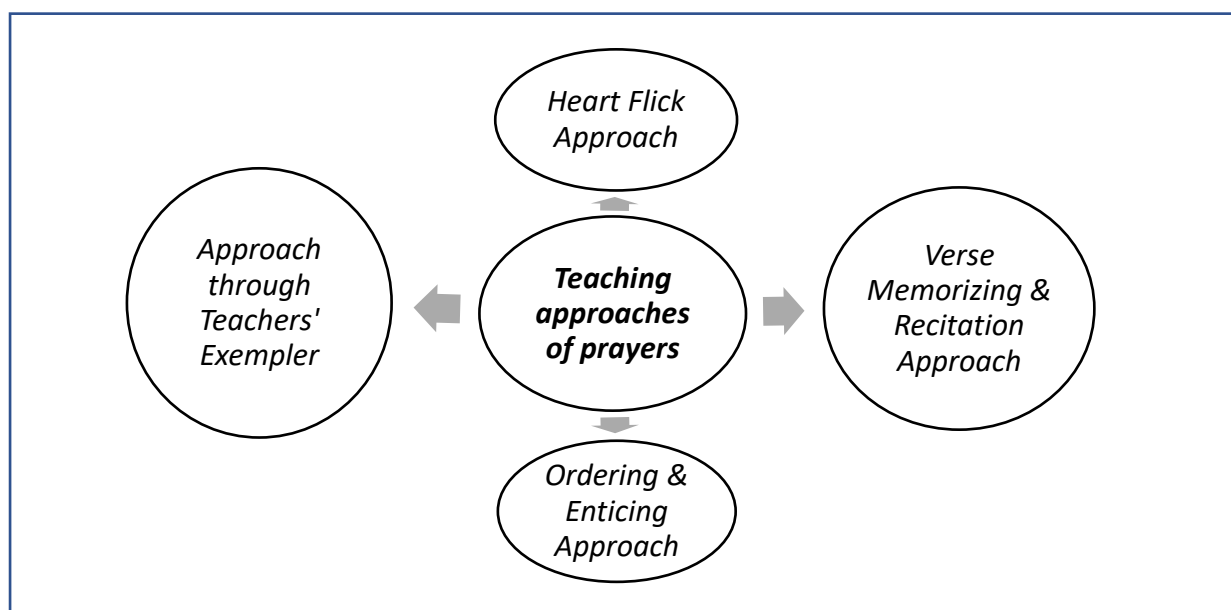 Heart Flick
Approach
Approach
through
Teachers'
Exempler
Teaching
approaches
of prayers
Verse
Memorizing &
Recitation
Approach
Ordering &
Enticing
Approach